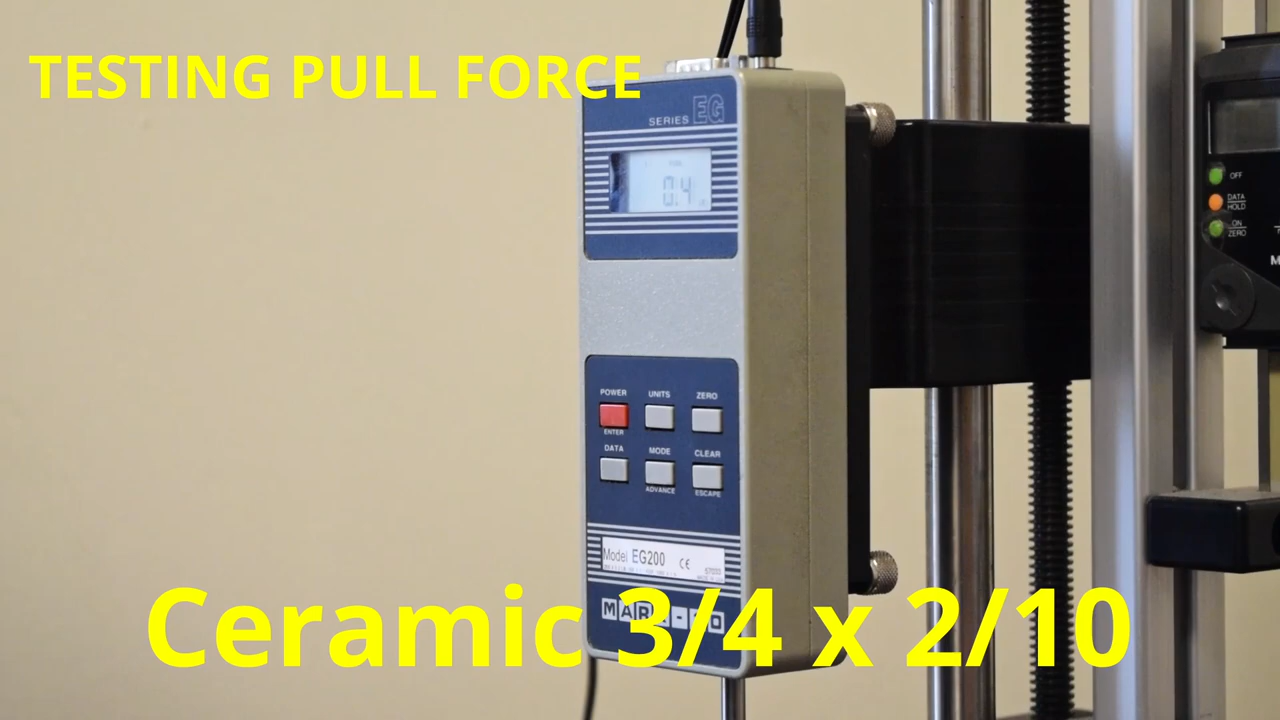 TESTING PULL FORCE
SERIES EG
0.4
OFF
DATA
HOLD
ON
ZERO
POWER UNITS ZERO
ENTER
DATA MODE CLEAR
ADVANCE ESCAPE
Model EG200 CE
Ceramic 3/4 x 2/10